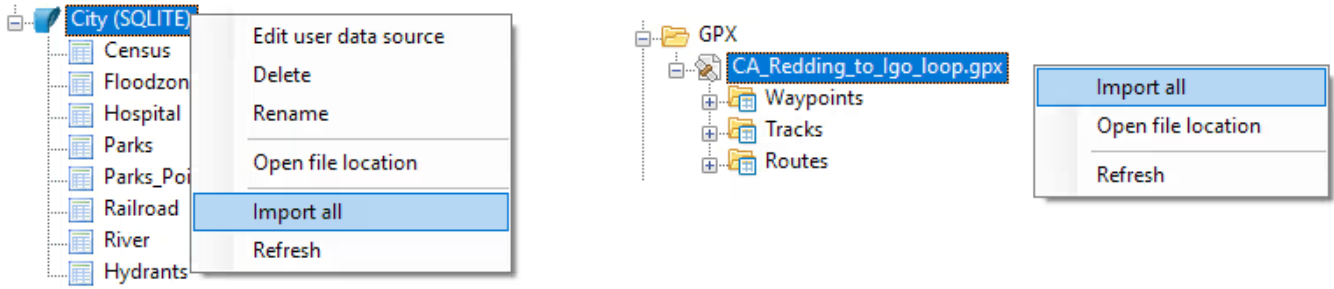 City (SQLITE)
Census
Floodzon
Hospital
Parks
Parks_Poi
Railroad
River
Hydrants
Edit user data source
Delete
Rename
Open file location
Import all
Refresh
GPX
CA_Redding_to_Igo_loop.gpx
Waypoints
Tracks
Routes
Import all
Open file location
Refresh